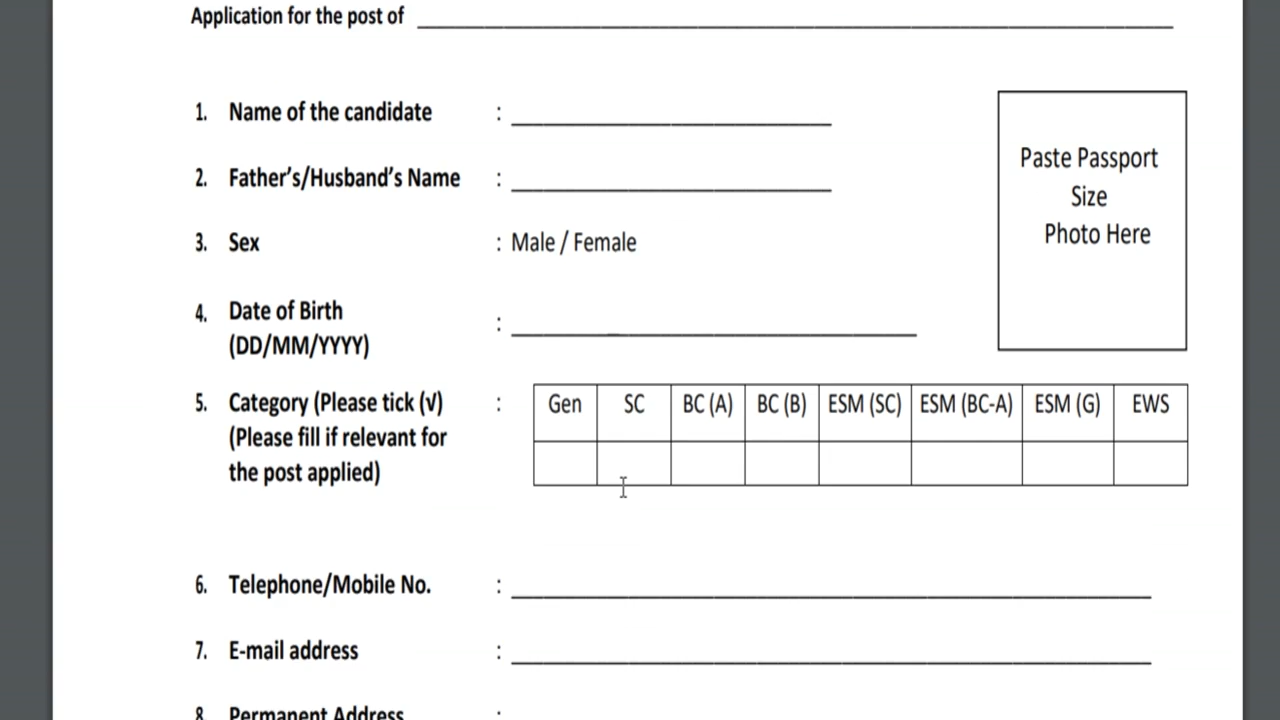 Application for the post of
1. Name of the candidate :
2. Father's/Husband's Name :
Paste Passport
Size
Photo Here
3. Sex : Male / Female
4. Date of Birth
(DD/MM/YYYY) :
5. Category (Please tick (√) :
(Please fill if relevant for
the post applied)
Gen SC BC (A) BC (B) ESM (SC) ESM (BC-A) ESM (G) EWS
6. Telephone/Mobile No. :
7. E-mail address :
8. Permanent Address :